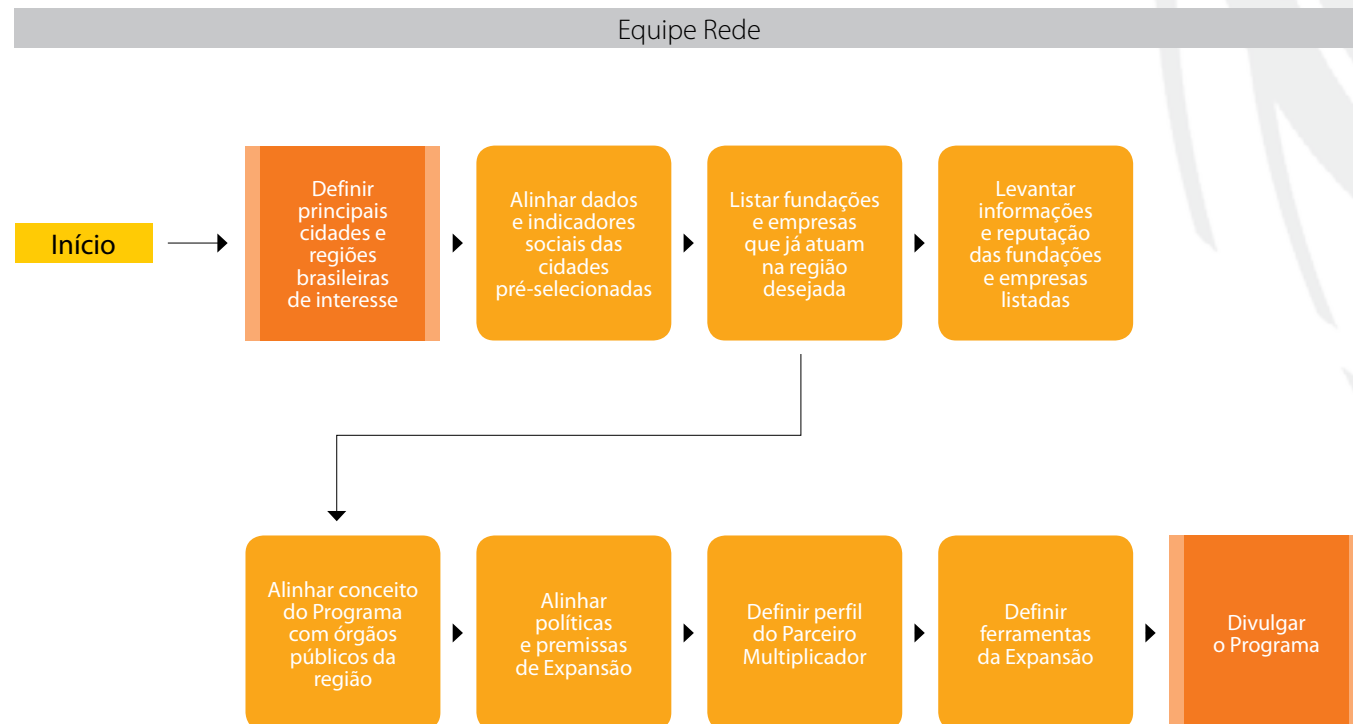 Equipe Rede
Início
Definir
principais
cidades e
regiões
brasileiras
de interesse
Alinhar dados
e indicadores
sociais das
cidades
pré-selecionadas
Listar fundações
e empresas
que já atuam
na região
desejada
Levantar
informações
e reputação
das fundações
e empresas
listadas
Alinhar conceito
do Programa
com órgãos
públicos da
região
Alinhar
políticas
e premissas
de Expansão
Definir perfil
do Parceiro
Multiplicador
Definir
ferramentas
da Expansão
Divulgar
o Programa